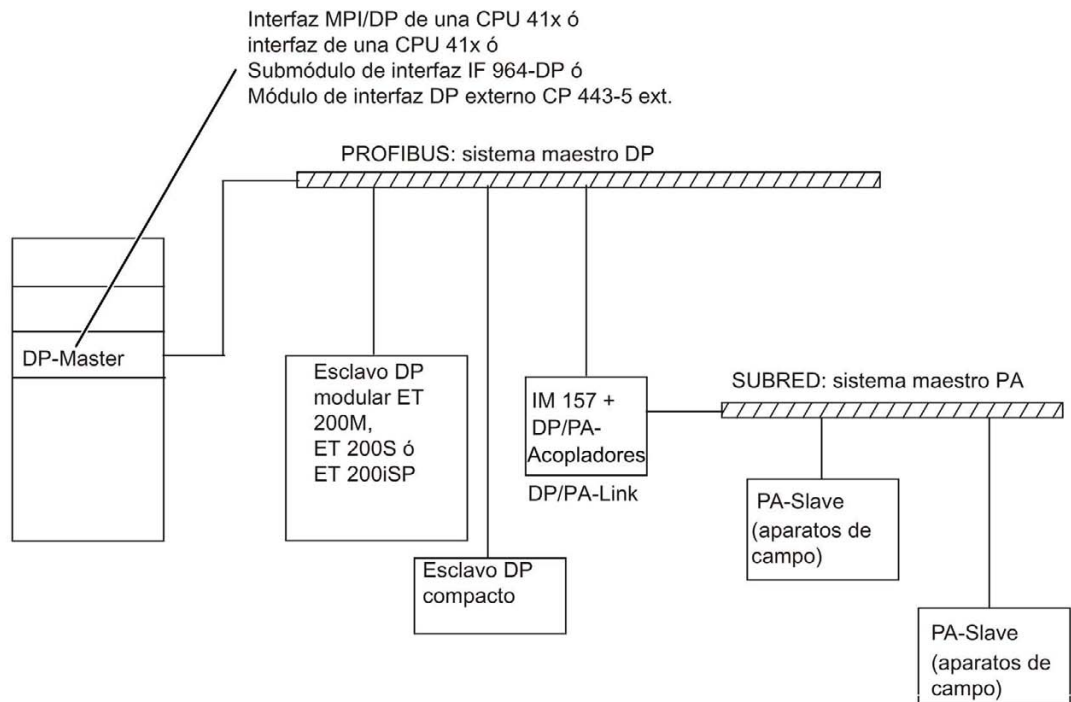 Interfaz MPI/DP de una CPU 41x ó
interfaz de una CPU 41x ó
Submódulo de interfaz IF 964-DP ó
Módulo de interfaz DP externo CP 443-5 ext.
PROFIBUS: sistema maestro DP
DP-Master
Esclavo DP
modular ET
200M,
ET 200S ó
ET 200iSP
IM 157 +
DP/PA-
Acopladores
DP/PA-Link
SUBRED: sistema maestro PA
Esclavo DP
compacto
PA-Slave
(aparatos de
campo)
PA-Slave
(aparatos de
campo)